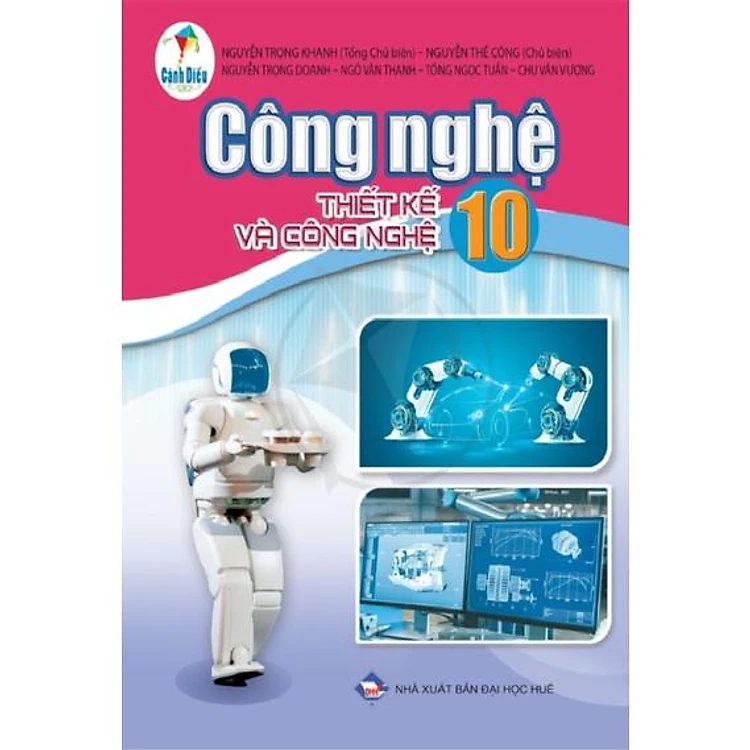 Cánh Diều
NGUYỄN TRỌNG KHANH (Tổng Chủ biên) – NGUYỄN THẾ CÔNG (Chủ biên)
NGUYỄN TRỌNG DOANH – NGÔ VĂN THANH – TỐNG NGỌC TUẤN – CHU VĂN VƯỢNG
Công nghệ
THIẾT KẾ
VÀ CÔNG NGHỆ
10
NHÀ XUẤT BẢN ĐẠI HỌC HUẾ